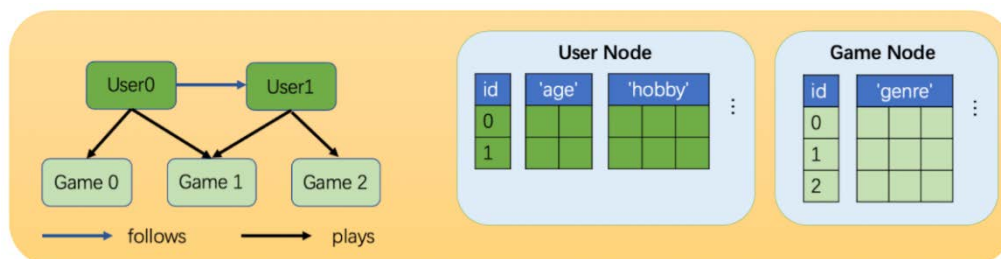 User0
User1
Game 0
Game 1
Game 2
follows
plays
User Node
id
'age'
'hobby'
0
1
⋮
Game Node
id
'genre'
0
1
2
⋮